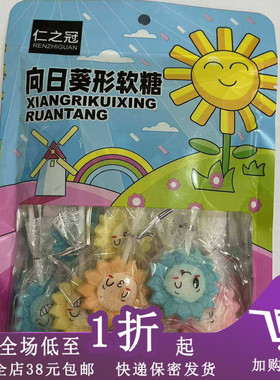 仁之冠
RENZHIGUAN
向日葵形软糖
XIANGRIKUIXING
RUANTANG
全场低至1折起
全店38元包邮 快递保密发货
加购